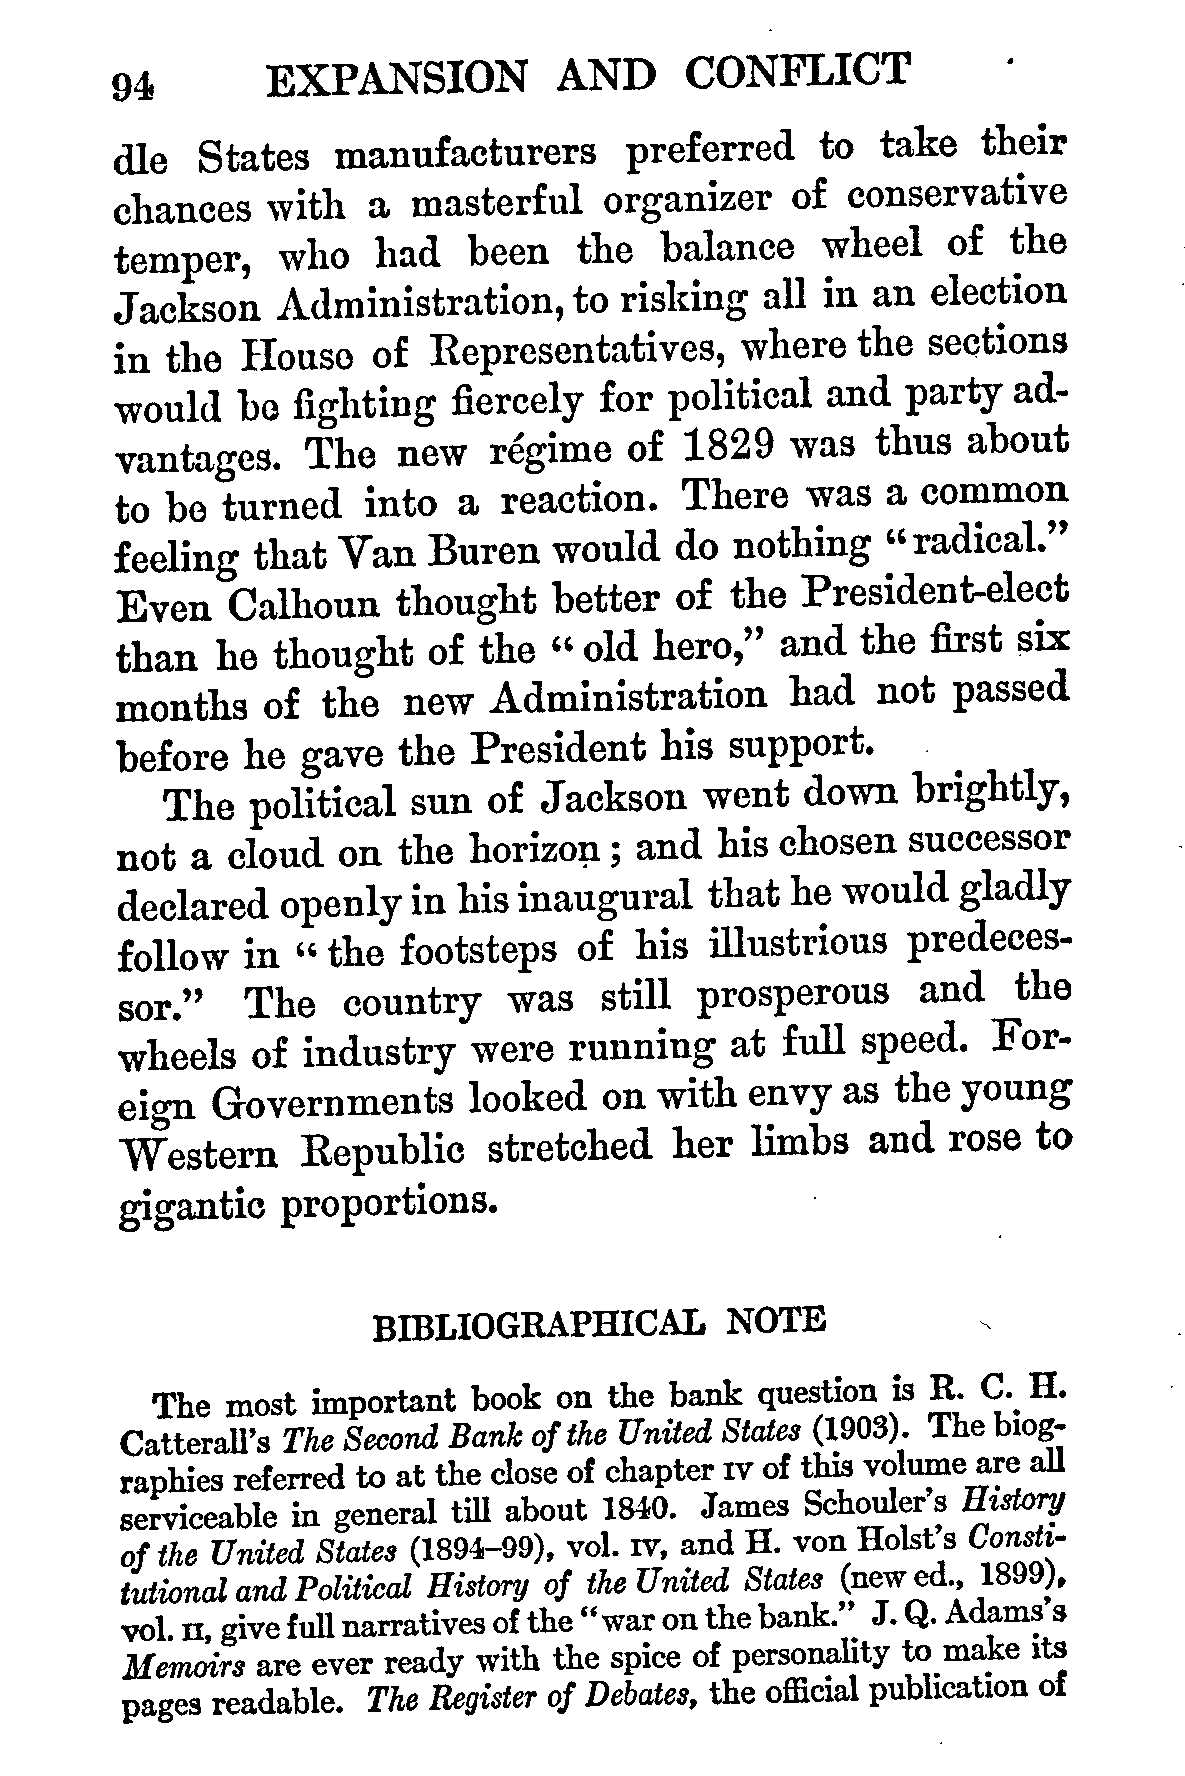 94 EXPANSION AND CONFLICT
dle States manufacturers preferred to take their
chances with a masterful organizer of conservative
temper, who had been the balance wheel of the
Jackson Administration, to risking all in an election
in the House of Representatives, where the sections
would be fighting fiercely for political and party ad-
vantages. The new régime of 1829 was thus about
to be turned into a reaction. There was a common
feeling that Van Buren would do nothing “radical.”
Even Calhoun thought better of the President-elect
than he thought of the “old hero,” and the first six
months of the new Administration had not passed
before he gave the President his support.
The political sun of Jackson went down brightly,
not a cloud on the horizon; and his chosen successor
declared openly in his inaugural that he would gladly
follow in “the footsteps of his illustrious predeces-
sor.” The country was still prosperous and the
wheels of industry were running at full speed. For-
eign Governments looked on with envy as the young
Western Republic stretched her limbs and rose to
gigantic proportions.
BIBLIOGRAPHICAL NOTE
The most important book on the bank question is R. C. H.
Catterall’s The Second Bank of the United States (1903). The biog-
raphies referred to at the close of chapter IV of this volume are all
serviceable in general till about 1840. James Schouler’s History
of the United States (1894–99), vol. IV, and H. von Holst’s Consti-
tutional and Political History of the United States (new ed., 1899),
vol. II, give full narratives of the “war on the bank.” J. Q. Adams’s
Memoirs are ever ready with the spice of personality to make its
pages readable. The Register of Debates, the official publication of